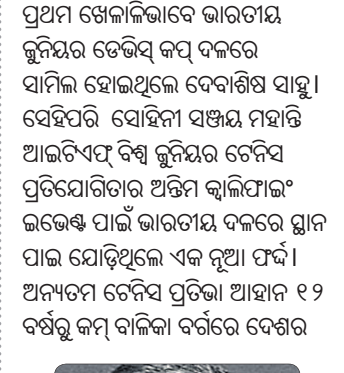 ପ୍ରଥମ ଖେଳାଳିଭାବେ ଭାରତୀୟ
ଜୁନିୟର ଡେଭିସ୍ କପ୍ ଦଳରେ
ସାମିଲ ହୋଇଥିଲେ ଦେବାଶିଷ ସାହୁ।
ସେହିପରି ସୋହିନୀ ସଞ୍ଜୟ ମହାନ୍ତି
ଆଇଟିଏଫ୍ ବିଶ୍ୱ ଜୁନିୟର ଟେନିସ
ପ୍ରତିଯୋଗିତାର ଅନ୍ତିମ କ୍ୱାଲିଫାଇଂ
ଇଭେଣ୍ଟ ପାଇଁ ଭାରତୀୟ ଦଳରେ ସ୍ଥାନ
ପାଇ ଯୋଡ଼ିଥିଲେ ଏକ ନୂଆ ଫର୍ଦ୍ଦ।
ଅନ୍ୟତମ ଟେନିସ ପ୍ରତିଭା ଆହାନ ୧୨
ବର୍ଷରୁ କମ୍ ବାଳିକା ବର୍ଗରେ ଦେଶର